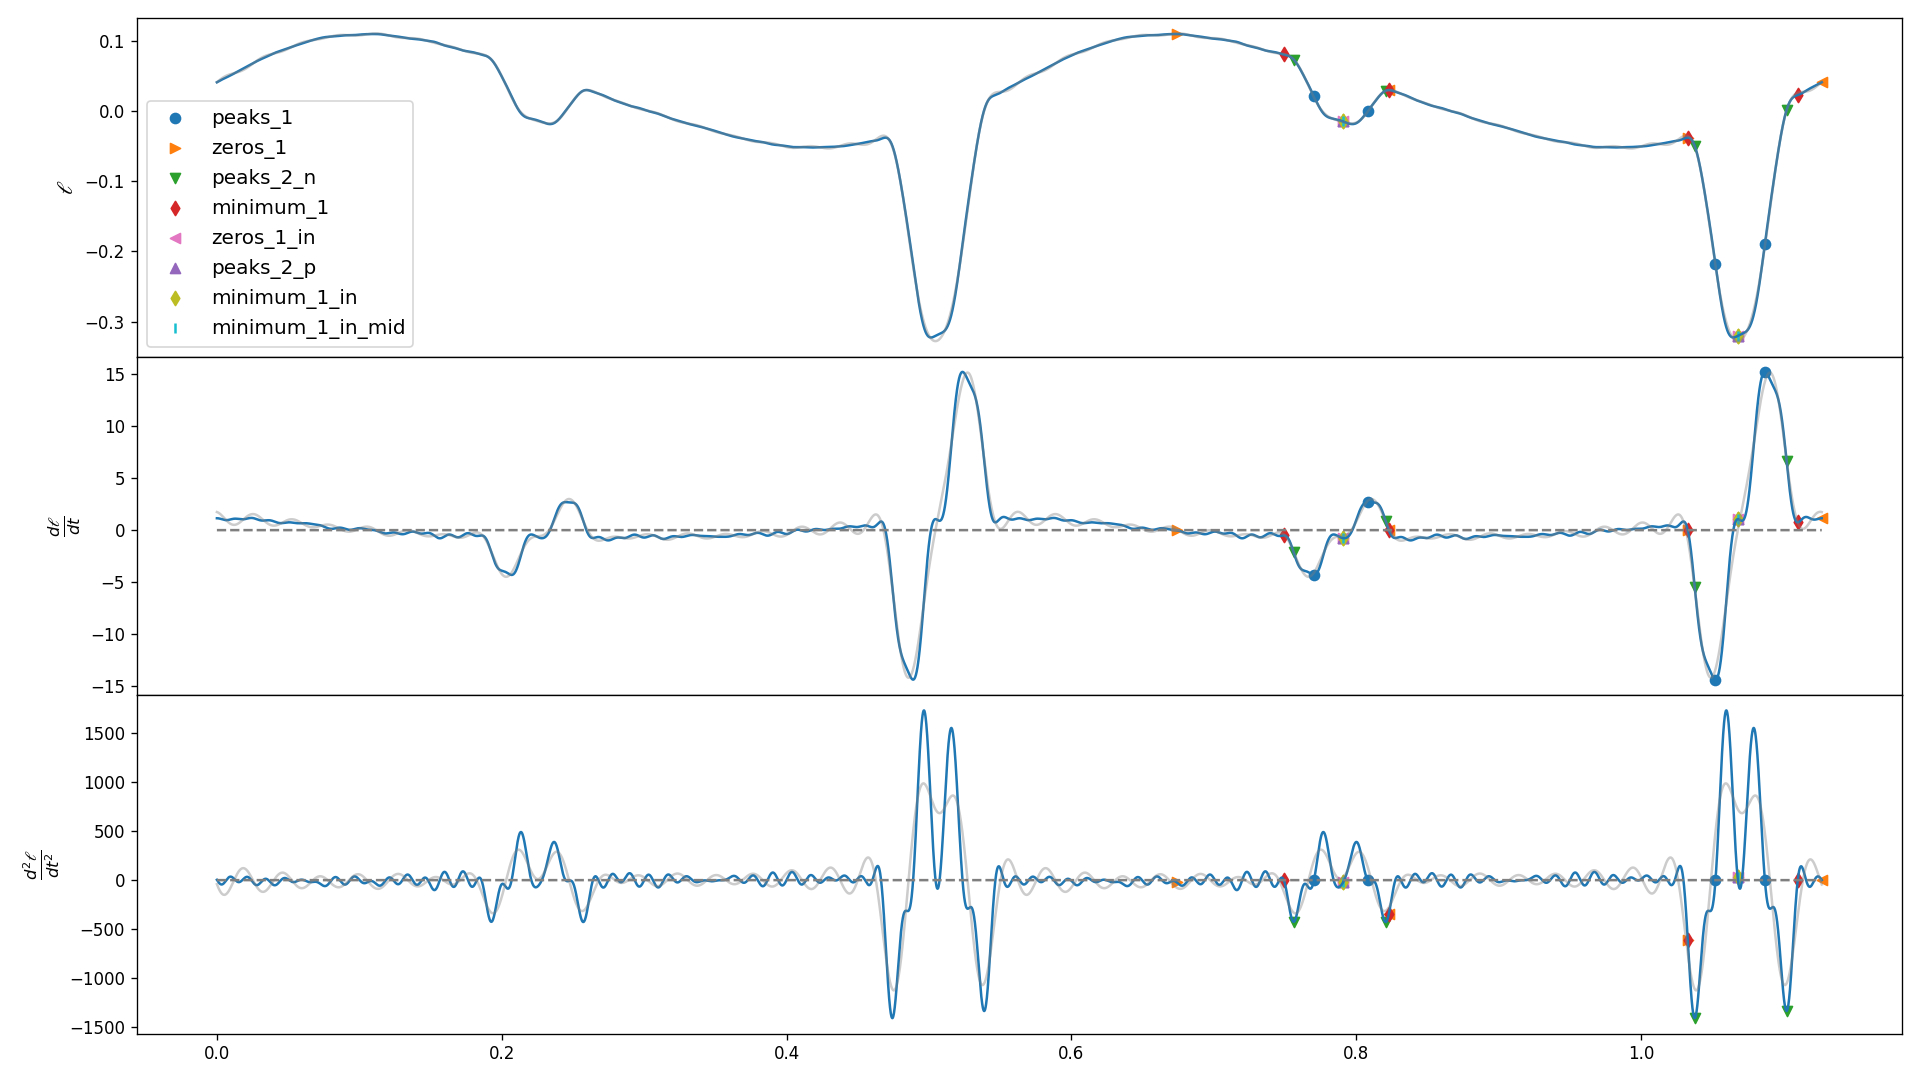 0.1
0.0
−0.1
−0.2
−0.3
ℓ
peaks_1
zeros_1
peaks_2_n
minimum_1
zeros_1_in
peaks_2_p
minimum_1_in
minimum_1_in_mid
15
10
5
0
−5
−10
−15
dℓ
dt
1500
1000
500
0
−500
−1000
−1500
d²ℓ
dt²
0.0 0.2 0.4 0.6 0.8 1.0